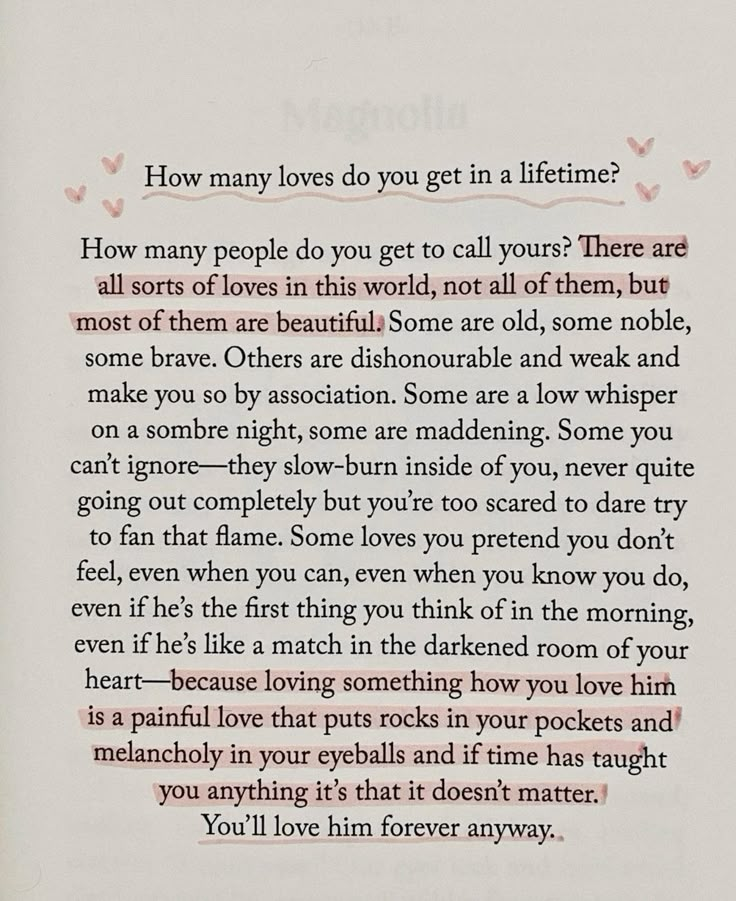 Magnolia
How many loves do you get in a lifetime?
How many people do you get to call yours? There are
all sorts of loves in this world, not all of them, but
most of them are beautiful. Some are old, some noble,
some brave. Others are dishonourable and weak and
make you so by association. Some are a low whisper
on a sombre night, some are maddening. Some you
can't ignore—they slow-burn inside of you, never quite
going out completely but you're too scared to dare try
to fan that flame. Some loves you pretend you don't
feel, even when you can, even when you know you do,
even if he's the first thing you think of in the morning,
even if he's like a match in the darkened room of your
heart—because loving something how you love him
is a painful love that puts rocks in your pockets and
melancholy in your eyeballs and if time has taught
you anything it's that it doesn't matter.
You'll love him forever anyway.